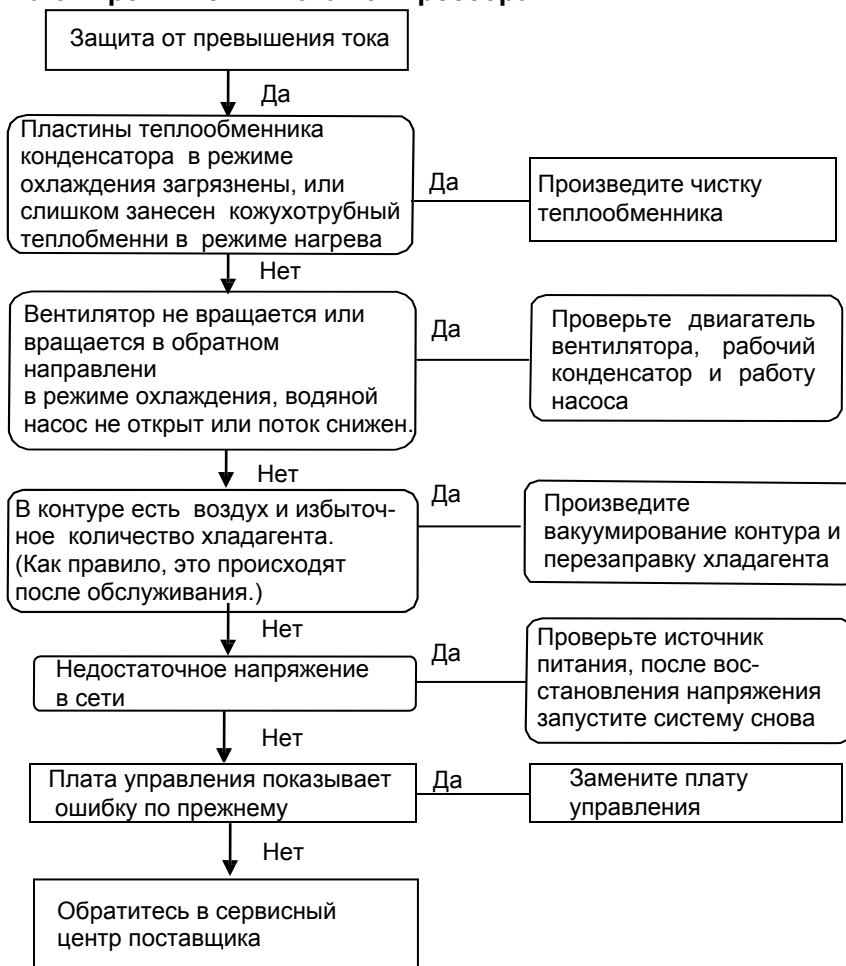 Защита от превышения тока
Да
Пластины теплообменника
конденсатора в режиме
охлаждения загрязнены, или
слишком занесен кожухотрубный
теплобменни в режиме нагрева
Да
Произведите чистку
теплообменника
Нет
Вентилятор не вращается или
вращается в обратном
направлени
в режиме охлаждения, водяной
насос не открыт или поток снижен.
Да
Проверьте двиагатель
вентилятора, рабочий
конденсатор и работу
насоса
Нет
В контуре есть воздух и избыточ-
ное количество хладагента.
(Как правило, это происходят
после обслуживания.)
Да
Произведите
вакуумирование контура и
перезаправку хладагента
Нет
Недостаточное напряжение
в сети
Да
Проверьте источник
питания, после вос-
становления напряжения
запустите систему снова
Нет
Плата управления показывает
ошибку по прежнему
Да
Замените плату
управления
Нет
Обратитесь в сервисный
центр поставщика